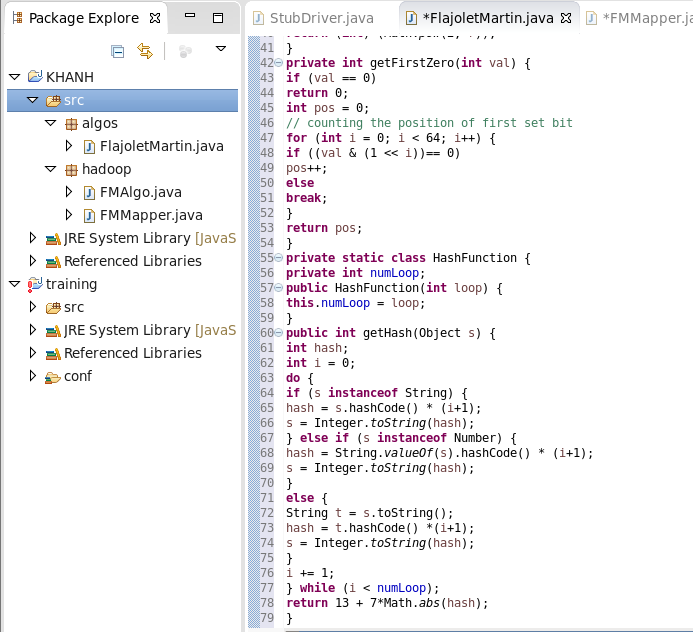 Package Explore
KHANH
src
algos
FlajoletMartin.java
hadoop
FMAlgo.java
FMMapper.java
JRE System Library [JavaS
Referenced Libraries
training
src
JRE System Library [JavaS
Referenced Libraries
conf
StubDriver.java
*FlajoletMartin.java
*FMMapper.ja
41 }
42 private int getFirstZero(int val) {
43 if (val == 0)
44 return 0;
45 int pos = 0;
46 // counting the position of first set bit
47 for (int i = 0; i < 64; i++) {
48 if ((val & (1 << i))== 0)
49 pos++;
50 else
51 break;
52 }
53 return pos;
54 }
55 private static class HashFunction {
56 private int numLoop;
57 public HashFunction(int loop) {
58 this.numLoop = loop;
59 }
60 public int getHash(Object s) {
61 int hash;
62 int i = 0;
63 do {
64 if (s instanceof String) {
65 hash = s.hashCode() * (i+1);
66 s = Integer.toString(hash);
67 } else if (s instanceof Number) {
68 hash = String.valueOf(s).hashCode() * (i+1);
69 s = Integer.toString(hash);
70 }
71 else {
72 String t = s.toString();
73 hash = t.hashCode() *(i+1);
74 s = Integer.toString(hash);
75 }
76 i += 1;
77 } while (i < numLoop);
78 return 13 + 7*Math.abs(hash);
79 }